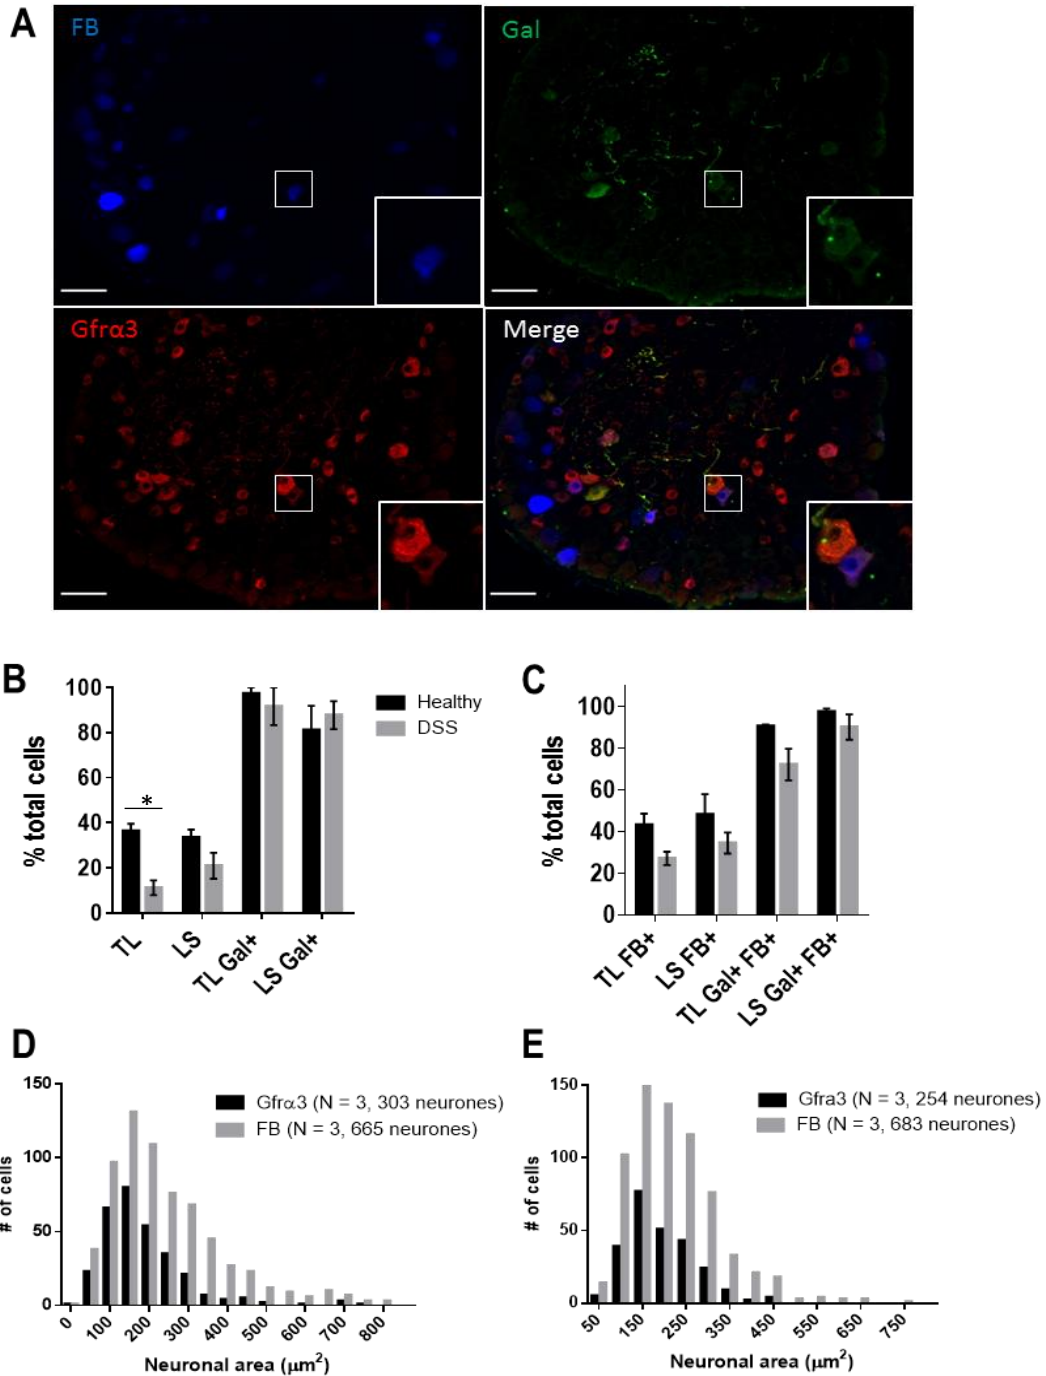 A
FB
Gal
Gfrα3
Merge
B
100
80
60
40
20
0
% total cells
*
Healthy
DSS
TL
LS
TL Gal+
LS Gal+
C
100
80
60
40
20
0
% total cells
TL FB+
LS FB+
TL Gal+ FB+
LS Gal+ FB+
D
150
100
50
0
# of cells
Gfrα3 (N = 3, 303 neurones)
FB (N = 3, 665 neurones)
0 100 200 300 400 500 600 700 800
Neuronal area (μm²)
E
150
100
50
0
# of cells
Gfra3 (N = 3, 254 neurones)
FB (N = 3, 683 neurones)
50 150 250 350 450 550 650 750
Neuronal area (μm²)